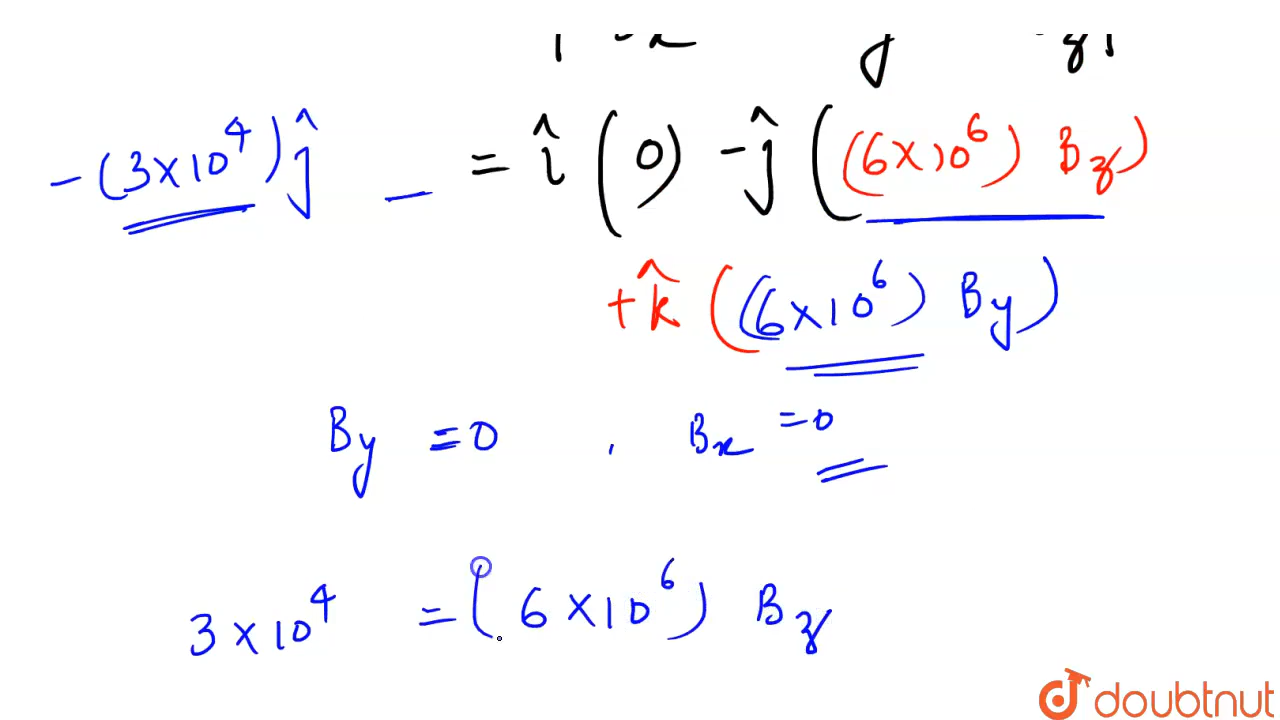 -(3×10⁴)ĵ = î(0) -ĵ((6×10⁶) Bz)
+k̂((6×10⁶) By)
By = 0 , Bx = 0
3×10⁴ = (6×10⁶) Bz
doubtnut